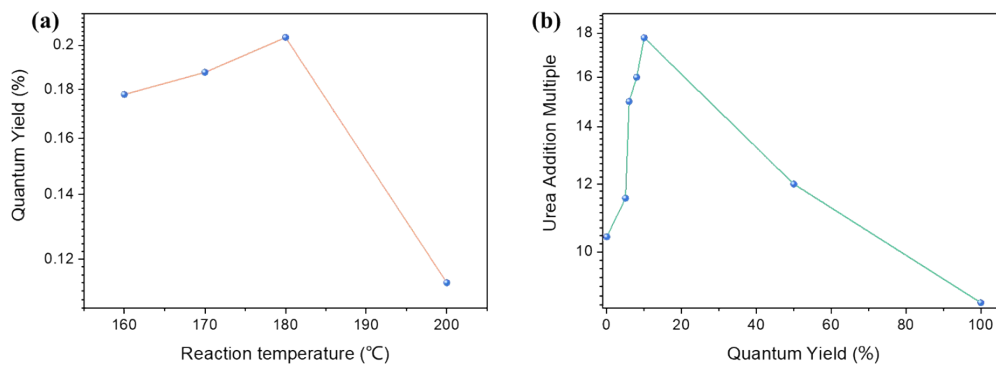 (a)
Quantum Yield (%)
0.2
0.18
0.16
0.14
0.12
160 170 180 190 200
Reaction temperature (℃)
(b)
Urea Addition Multiple
18
16
14
12
10
0 20 40 60 80 100
Quantum Yield (%)